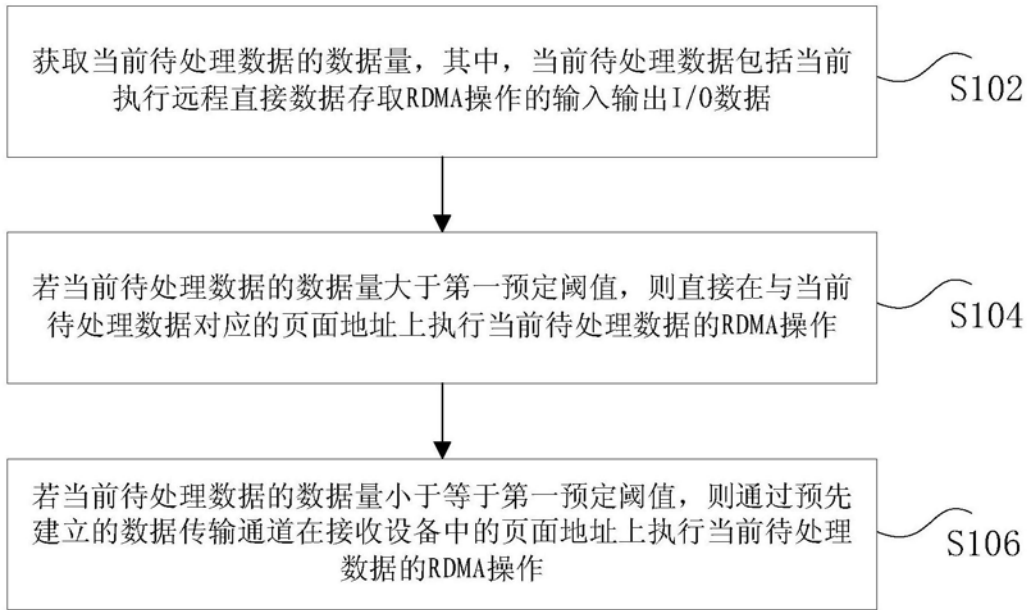 获取当前待处理数据的数据量，其中，当前待处理数据包括当前
执行远程直接数据存取RDMA操作的输入输出I/O数据
S102
若当前待处理数据的数据量大于第一预定阈值，则直接在与当前
待处理数据对应的页面地址上执行当前待处理数据的RDMA操作
S104
若当前待处理数据的数据量小于等于第一预定阈值，则通过预先
建立的数据传输通道在接收设备中的页面地址上执行当前待处理
数据的RDMA操作
S106